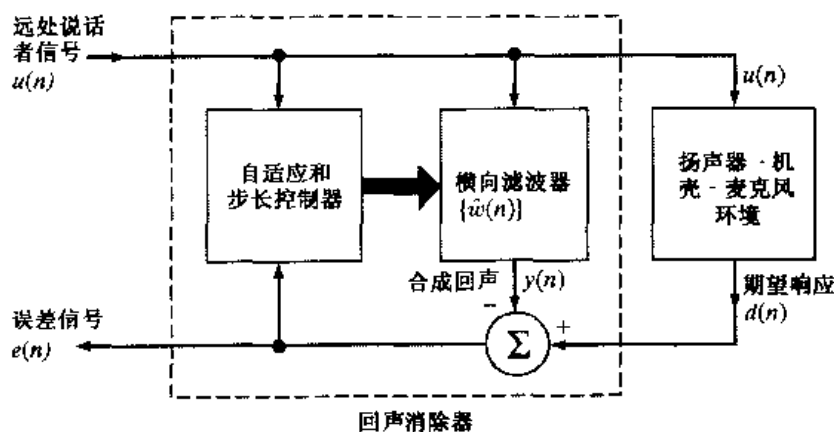 远处说话
者信号
u(n)
u(n)
自适应和
步长控制器
横向滤波器
{ŵ(n)}
扬声器·机
壳·麦克风
环境
合成回声
y(n)
期望响应
d(n)
误差信号
e(n)
−
+
Σ
回声消除器